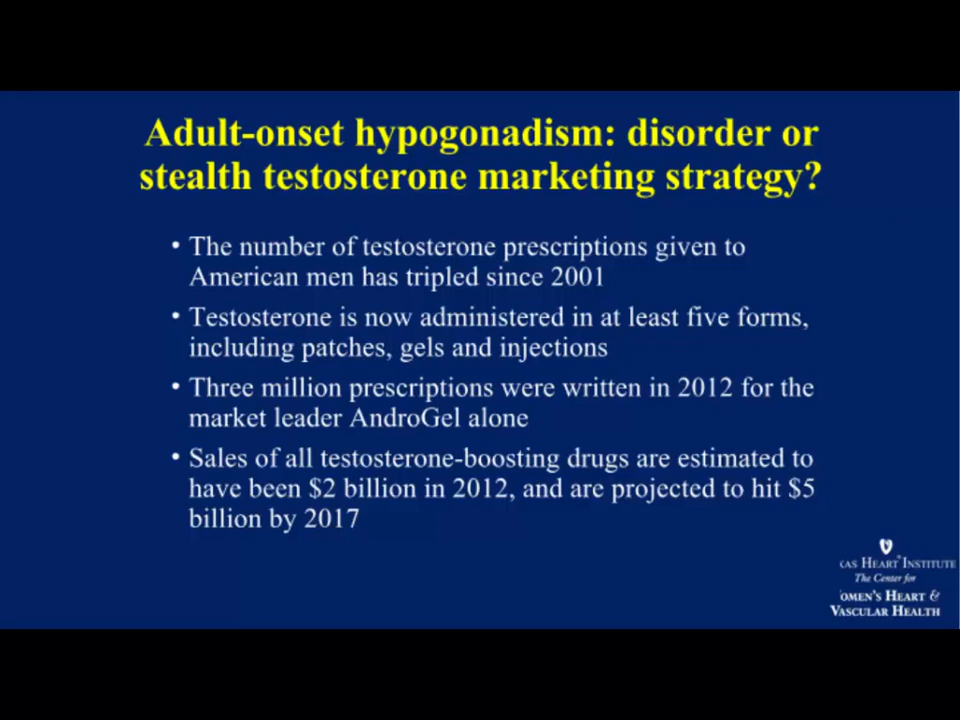 Adult-onset hypogonadism: disorder or
stealth testosterone marketing strategy?
• The number of testosterone prescriptions given to
American men has tripled since 2001
• Testosterone is now administered in at least five forms,
including patches, gels and injections
• Three million prescriptions were written in 2012 for the
market leader AndroGel alone
• Sales of all testosterone-boosting drugs are estimated to
have been $2 billion in 2012, and are projected to hit $5
billion by 2017
HEART® INSTITUTE
The Center for
HEART &
VASCULAR HEALTH